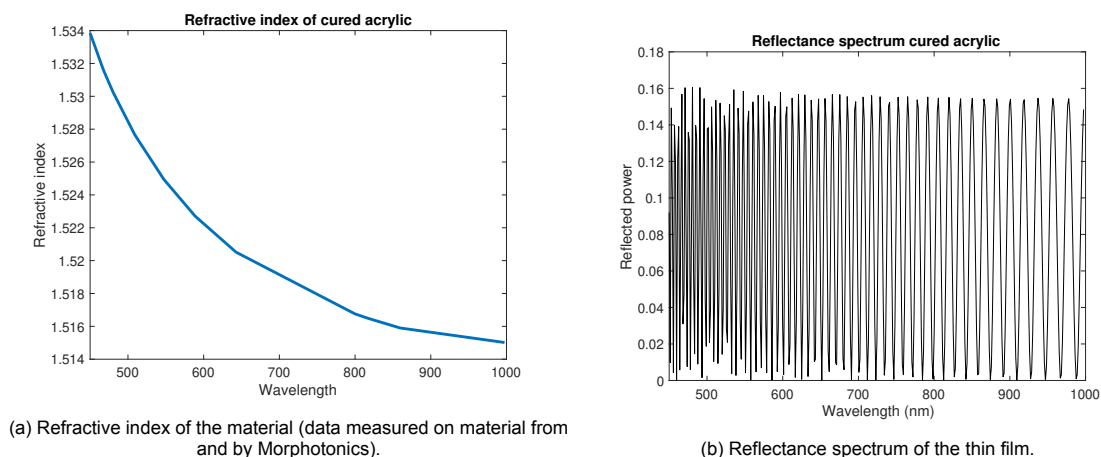 Refractive index of cured acrylic
1.534
1.532
1.53
1.528
1.526
1.524
1.522
1.52
1.518
1.516
1.514
Refractive index
500 600 700 800 900 1000
Wavelength
(a) Refractive index of the material (data measured on material from
and by Morphotonics).
Reflectance spectrum cured acrylic
0.18
0.16
0.14
0.12
0.1
0.08
0.06
0.04
0.02
0
Reflected power
500 600 700 800 900 1000
Wavelength (nm)
(b) Reflectance spectrum of the thin film.